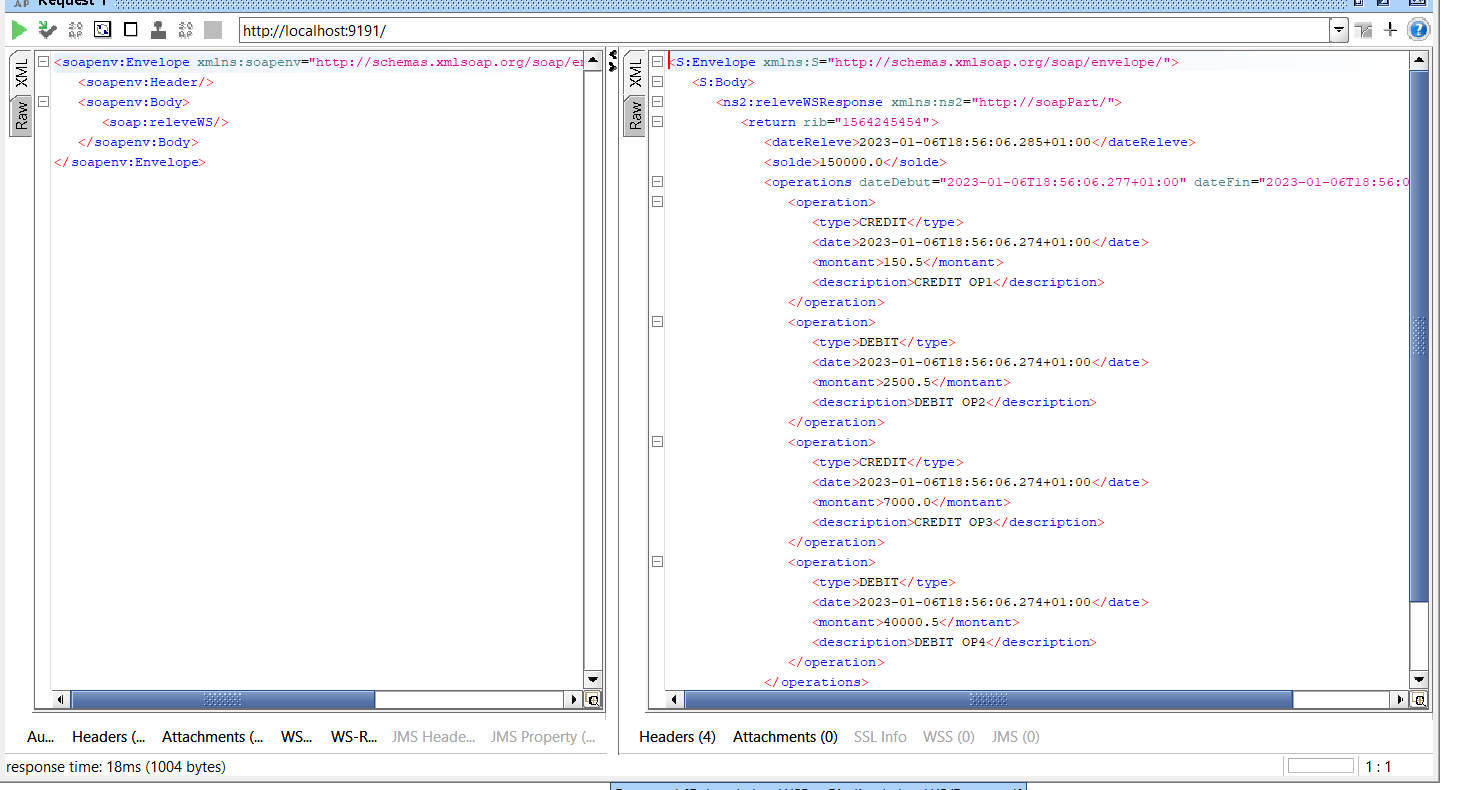 Request 1
http://localhost:9191/
XML
Raw
<soapenv:Envelope xmlns:soapenv="http://schemas.xmlsoap.org/soap/
<soapenv:Header/>
<soapenv:Body>
<soap:releveWS/>
</soapenv:Body>
</soapenv:Envelope>
XML
Raw
<S:Envelope xmlns:S="http://schemas.xmlsoap.org/soap/envelope/">
<S:Body>
<ns2:releveWSResponse xmlns:ns2="http://soapPart/">
<return rib="1564245454">
<dateReleve>2023-01-06T18:56:06.285+01:00</dateReleve>
<solde>150000.0</solde>
<operations dateDebut="2023-01-06T18:56:06.277+01:00" dateFin="2023-01-06T18:56:0
<operation>
<type>CREDIT</type>
<date>2023-01-06T18:56:06.274+01:00</date>
<montant>150.5</montant>
<description>CREDIT OP1</description>
</operation>
<operation>
<type>DEBIT</type>
<date>2023-01-06T18:56:06.274+01:00</date>
<montant>2500.5</montant>
<description>DEBIT OP2</description>
</operation>
<operation>
<type>CREDIT</type>
<date>2023-01-06T18:56:06.274+01:00</date>
<montant>7000.0</montant>
<description>CREDIT OP3</description>
</operation>
<operation>
<type>DEBIT</type>
<date>2023-01-06T18:56:06.274+01:00</date>
<montant>40000.5</montant>
<description>DEBIT OP4</description>
</operation>
</operations>
Au... Headers (... Attachments (... WS... WS-R... JMS Heade... JMS Property (...
Headers (4) Attachments (0) SSL Info WSS (0) JMS (0)
response time: 18ms (1004 bytes)
1 : 1